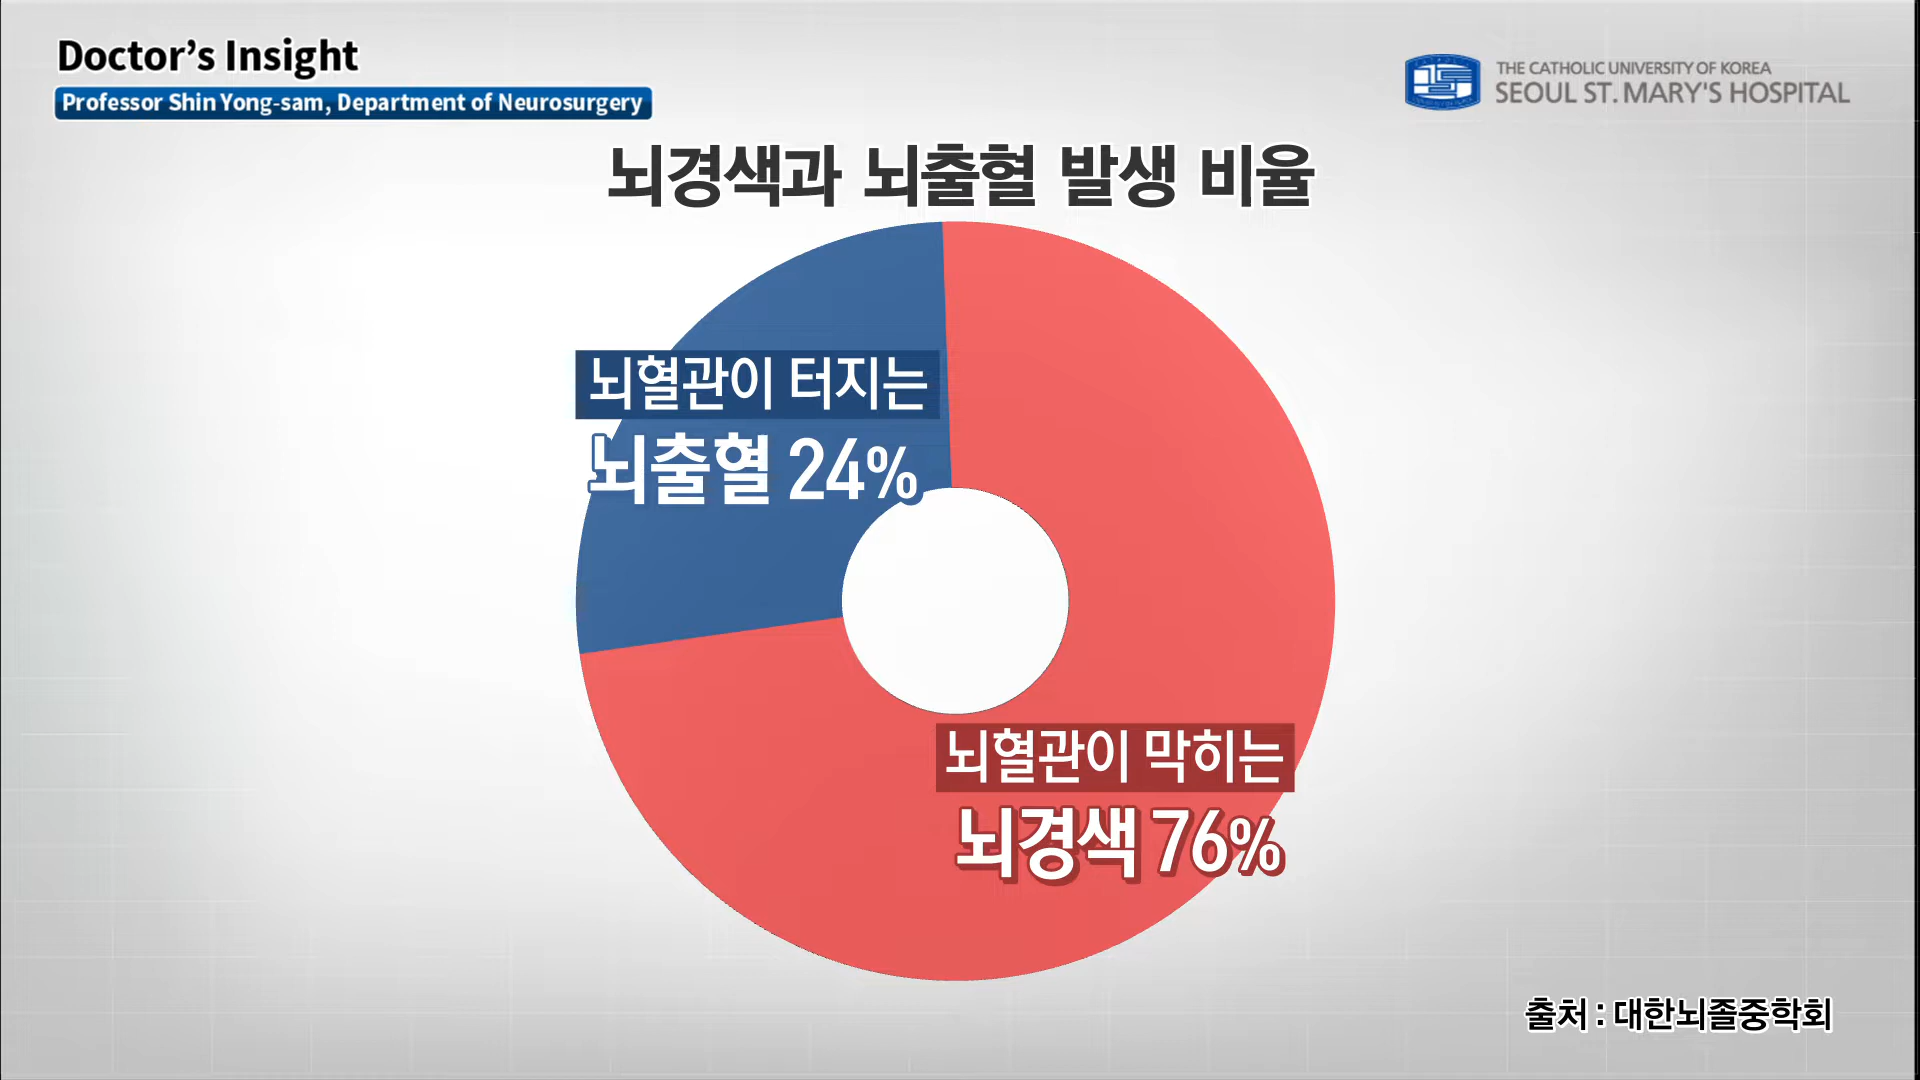 Doctor's Insight
Professor Shin Yong-sam, Department of Neurosurgery
THE CATHOLIC UNIVERSITY OF KOREA
SEOUL ST. MARY'S HOSPITAL
뇌경색과 뇌출혈 발생 비율
뇌혈관이 터지는
뇌출혈 24%
뇌혈관이 막히는
뇌경색 76%
출처 : 대한뇌졸중학회